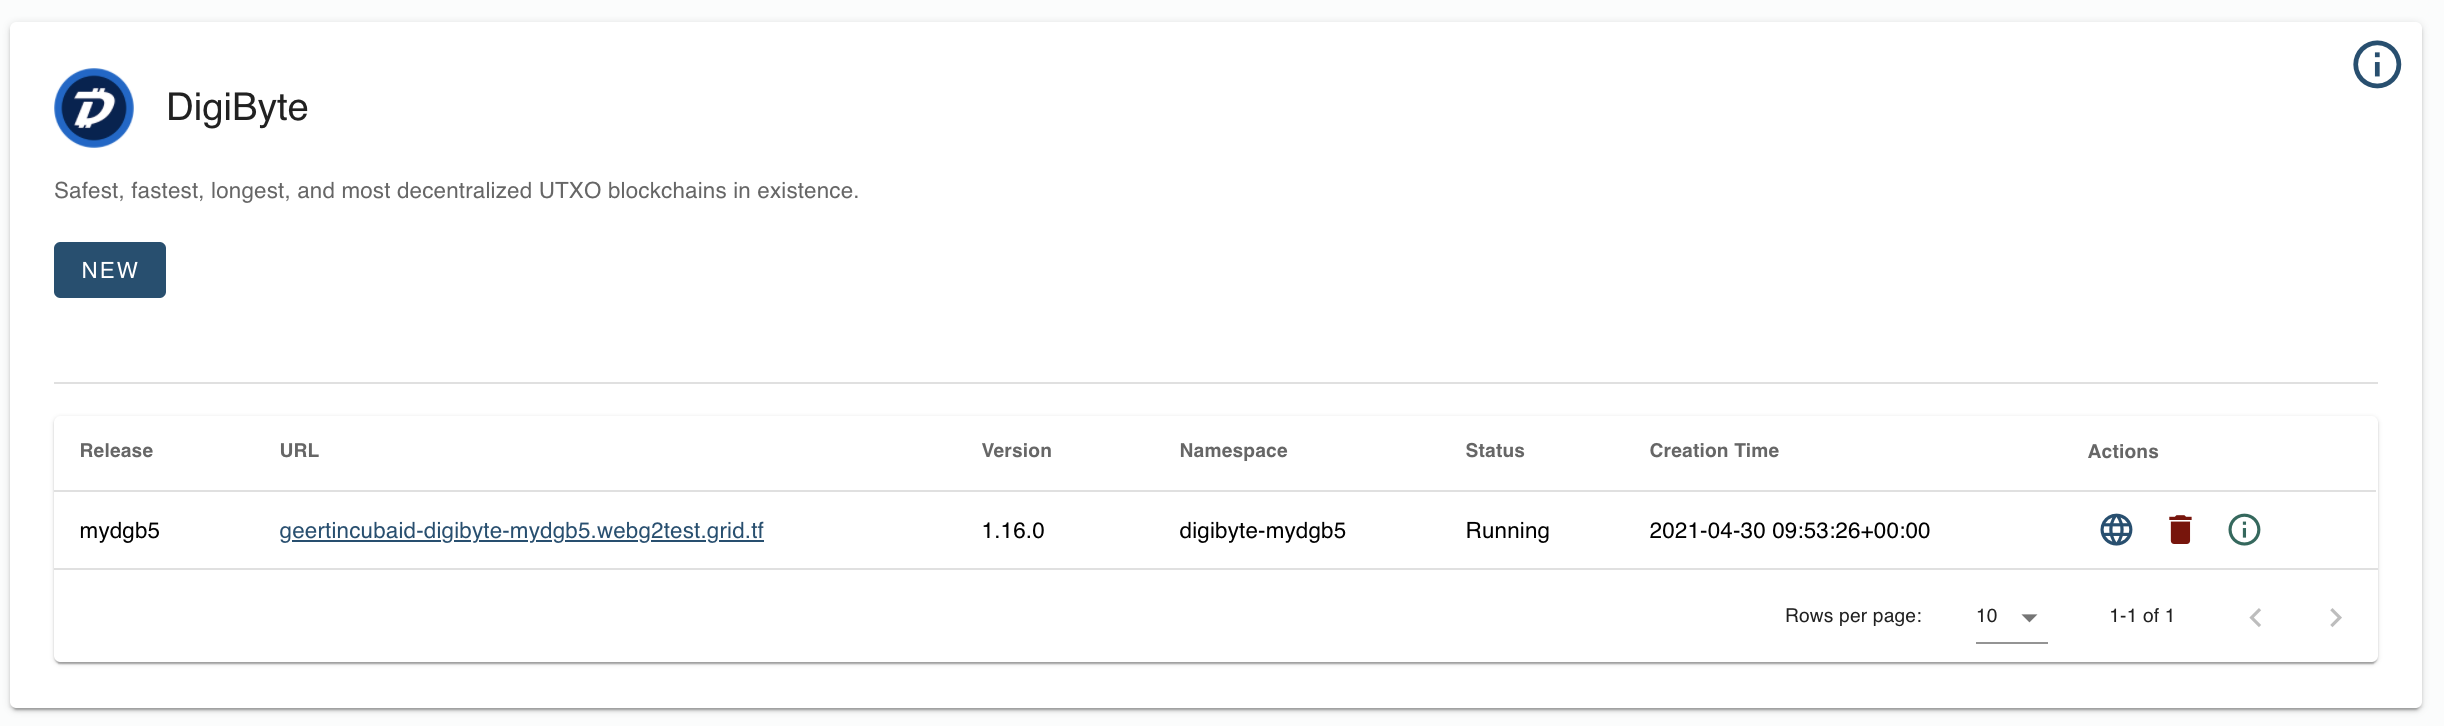 DigiByte
Safest, fastest, longest, and most decentralized UTXO blockchains in existence.
NEW
Release URL Version Namespace Status Creation Time Actions
mydgb5 geertincubaid-digibyte-mydgb5.webg2test.grid.tf 1.16.0 digibyte-mydgb5 Running 2021-04-30 09:53:26+00:00
Rows per page: 10 1-1 of 1